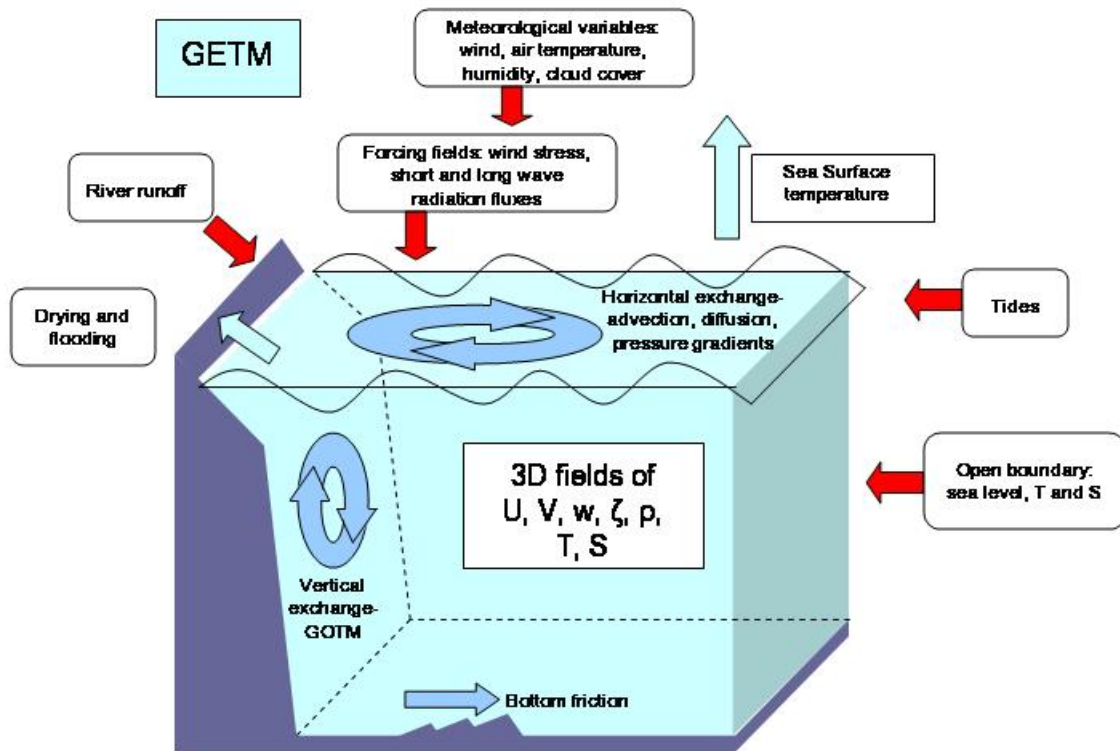 GETM
Meteorological variables:
wind, air temperature,
humidity, cloud cover
Forcing fields: wind stress,
short and long wave
radiation fluxes
River runoff
Sea Surface
temperature
Drying and
flooding
Horizontal exchange-
advection, diffusion,
pressure gradients
Tides
3D fields of
U, V, w, ζ, ρ,
T, S
Open boundary:
sea level, T and S
Vertical
exchange-
GOTM
Bottom friction